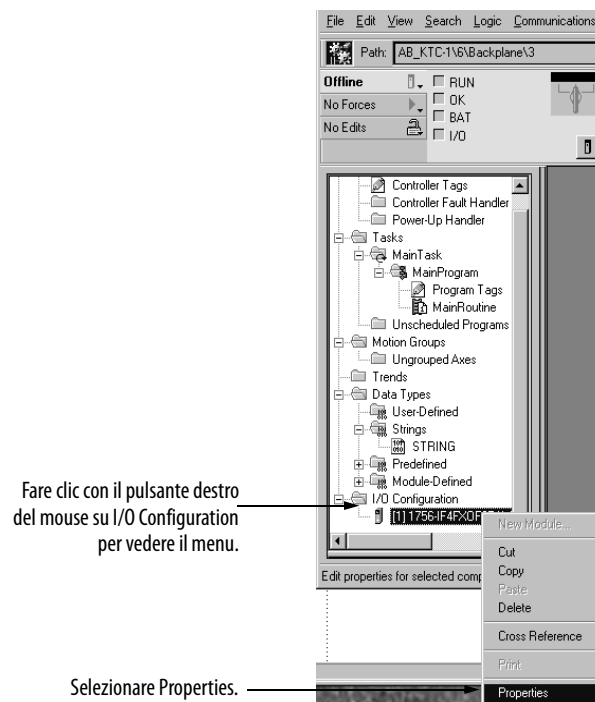 File Edit View Search Logic Communications
Path: AB_KTC-1\6\Backplane\3
Offline
RUN
No Forces
OK
BAT
No Edits
I/O
Controller Tags
Controller Fault Handler
Power-Up Handler
Tasks
MainTask
MainProgram
Program Tags
MainRoutine
Unscheduled Programs
Motion Groups
Ungrouped Axes
Trends
Data Types
User-Defined
Strings
STRING
Predefined
Module-Defined
I/O Configuration
[1] 1756-IF4FXOF
Fare clic con il pulsante destro
del mouse su I/O Configuration
per vedere il menu.
New Module...
Cut
Copy
Paste
Delete
Cross Reference
Print
Properties
Edit properties for selected comp
Selezionare Properties.